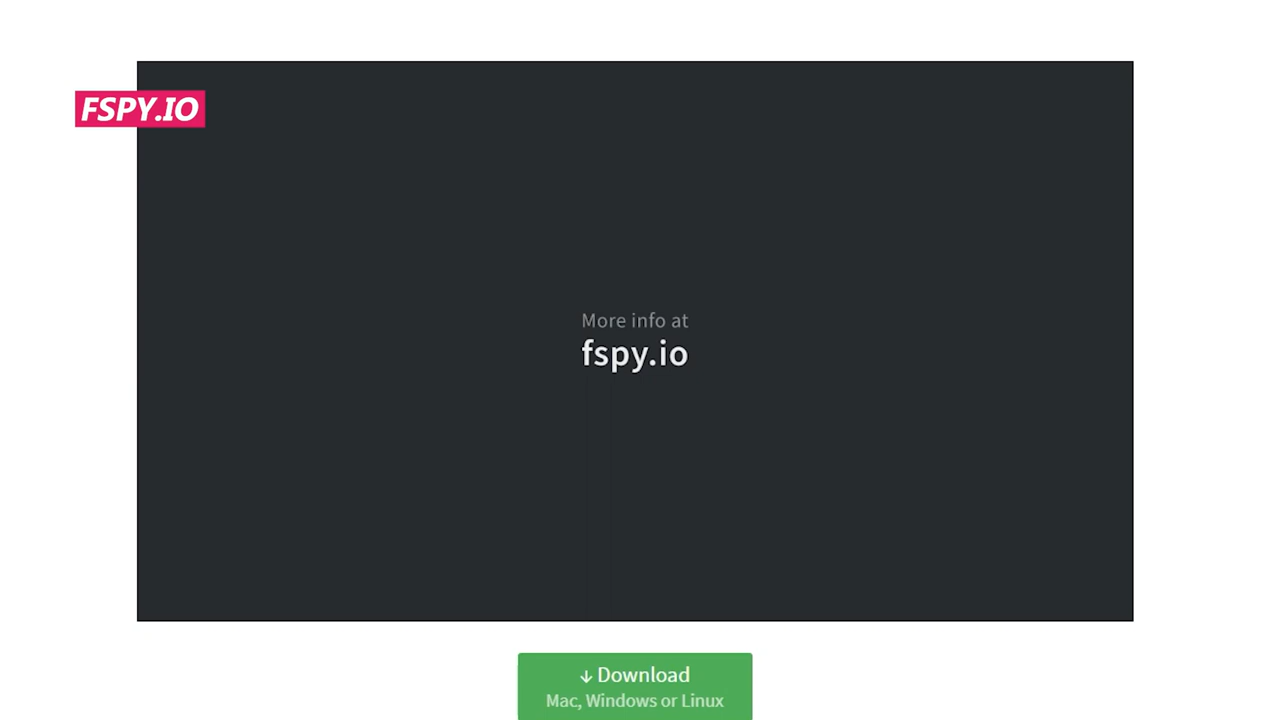 FSPY.IO
More info at
fspy.io
↓ Download
Mac, Windows or Linux